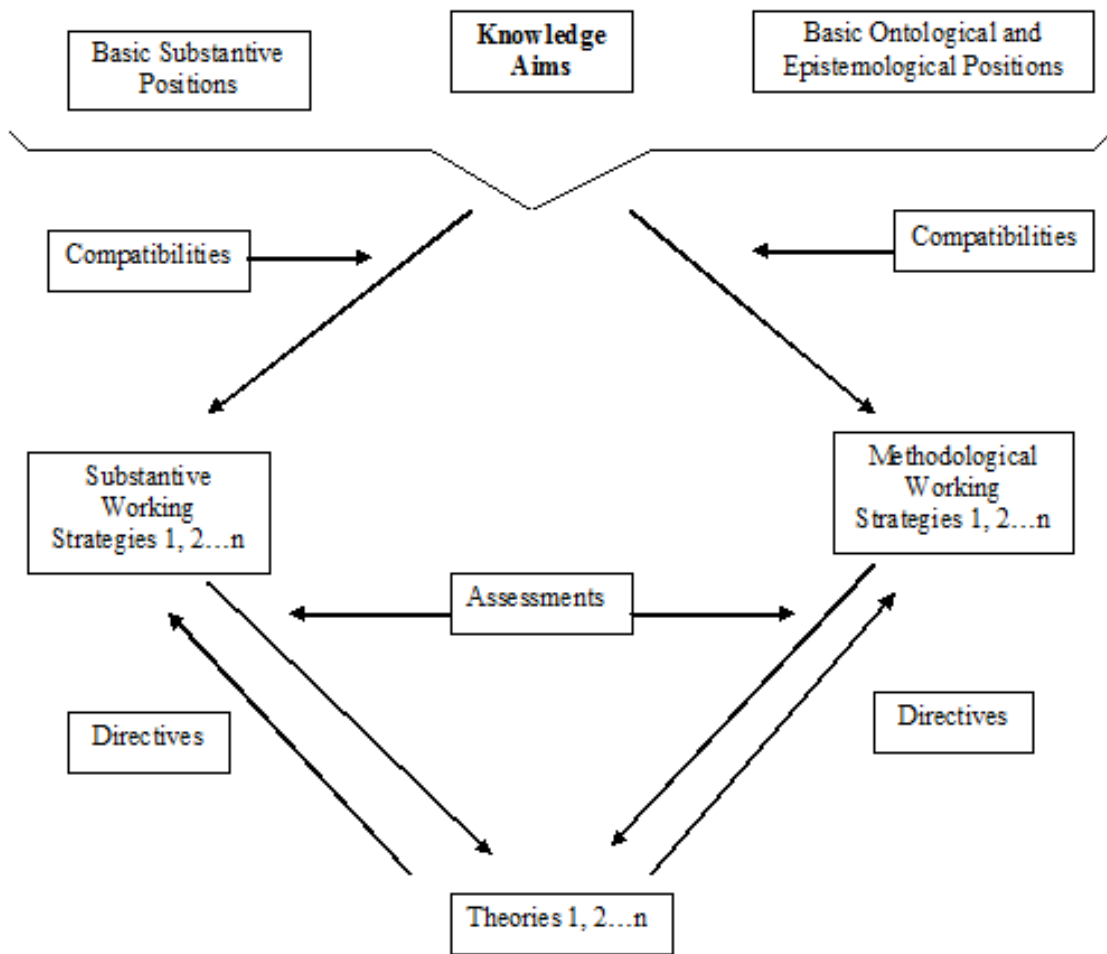 Basic Substantive
Positions
Knowledge
Aims
Basic Ontological and
Epistemological Positions
Compatibilities
Compatibilities
Substantive
Working
Strategies 1, 2...n
Methodological
Working
Strategies 1, 2...n
Assessments
Directives
Directives
Theories 1, 2...n